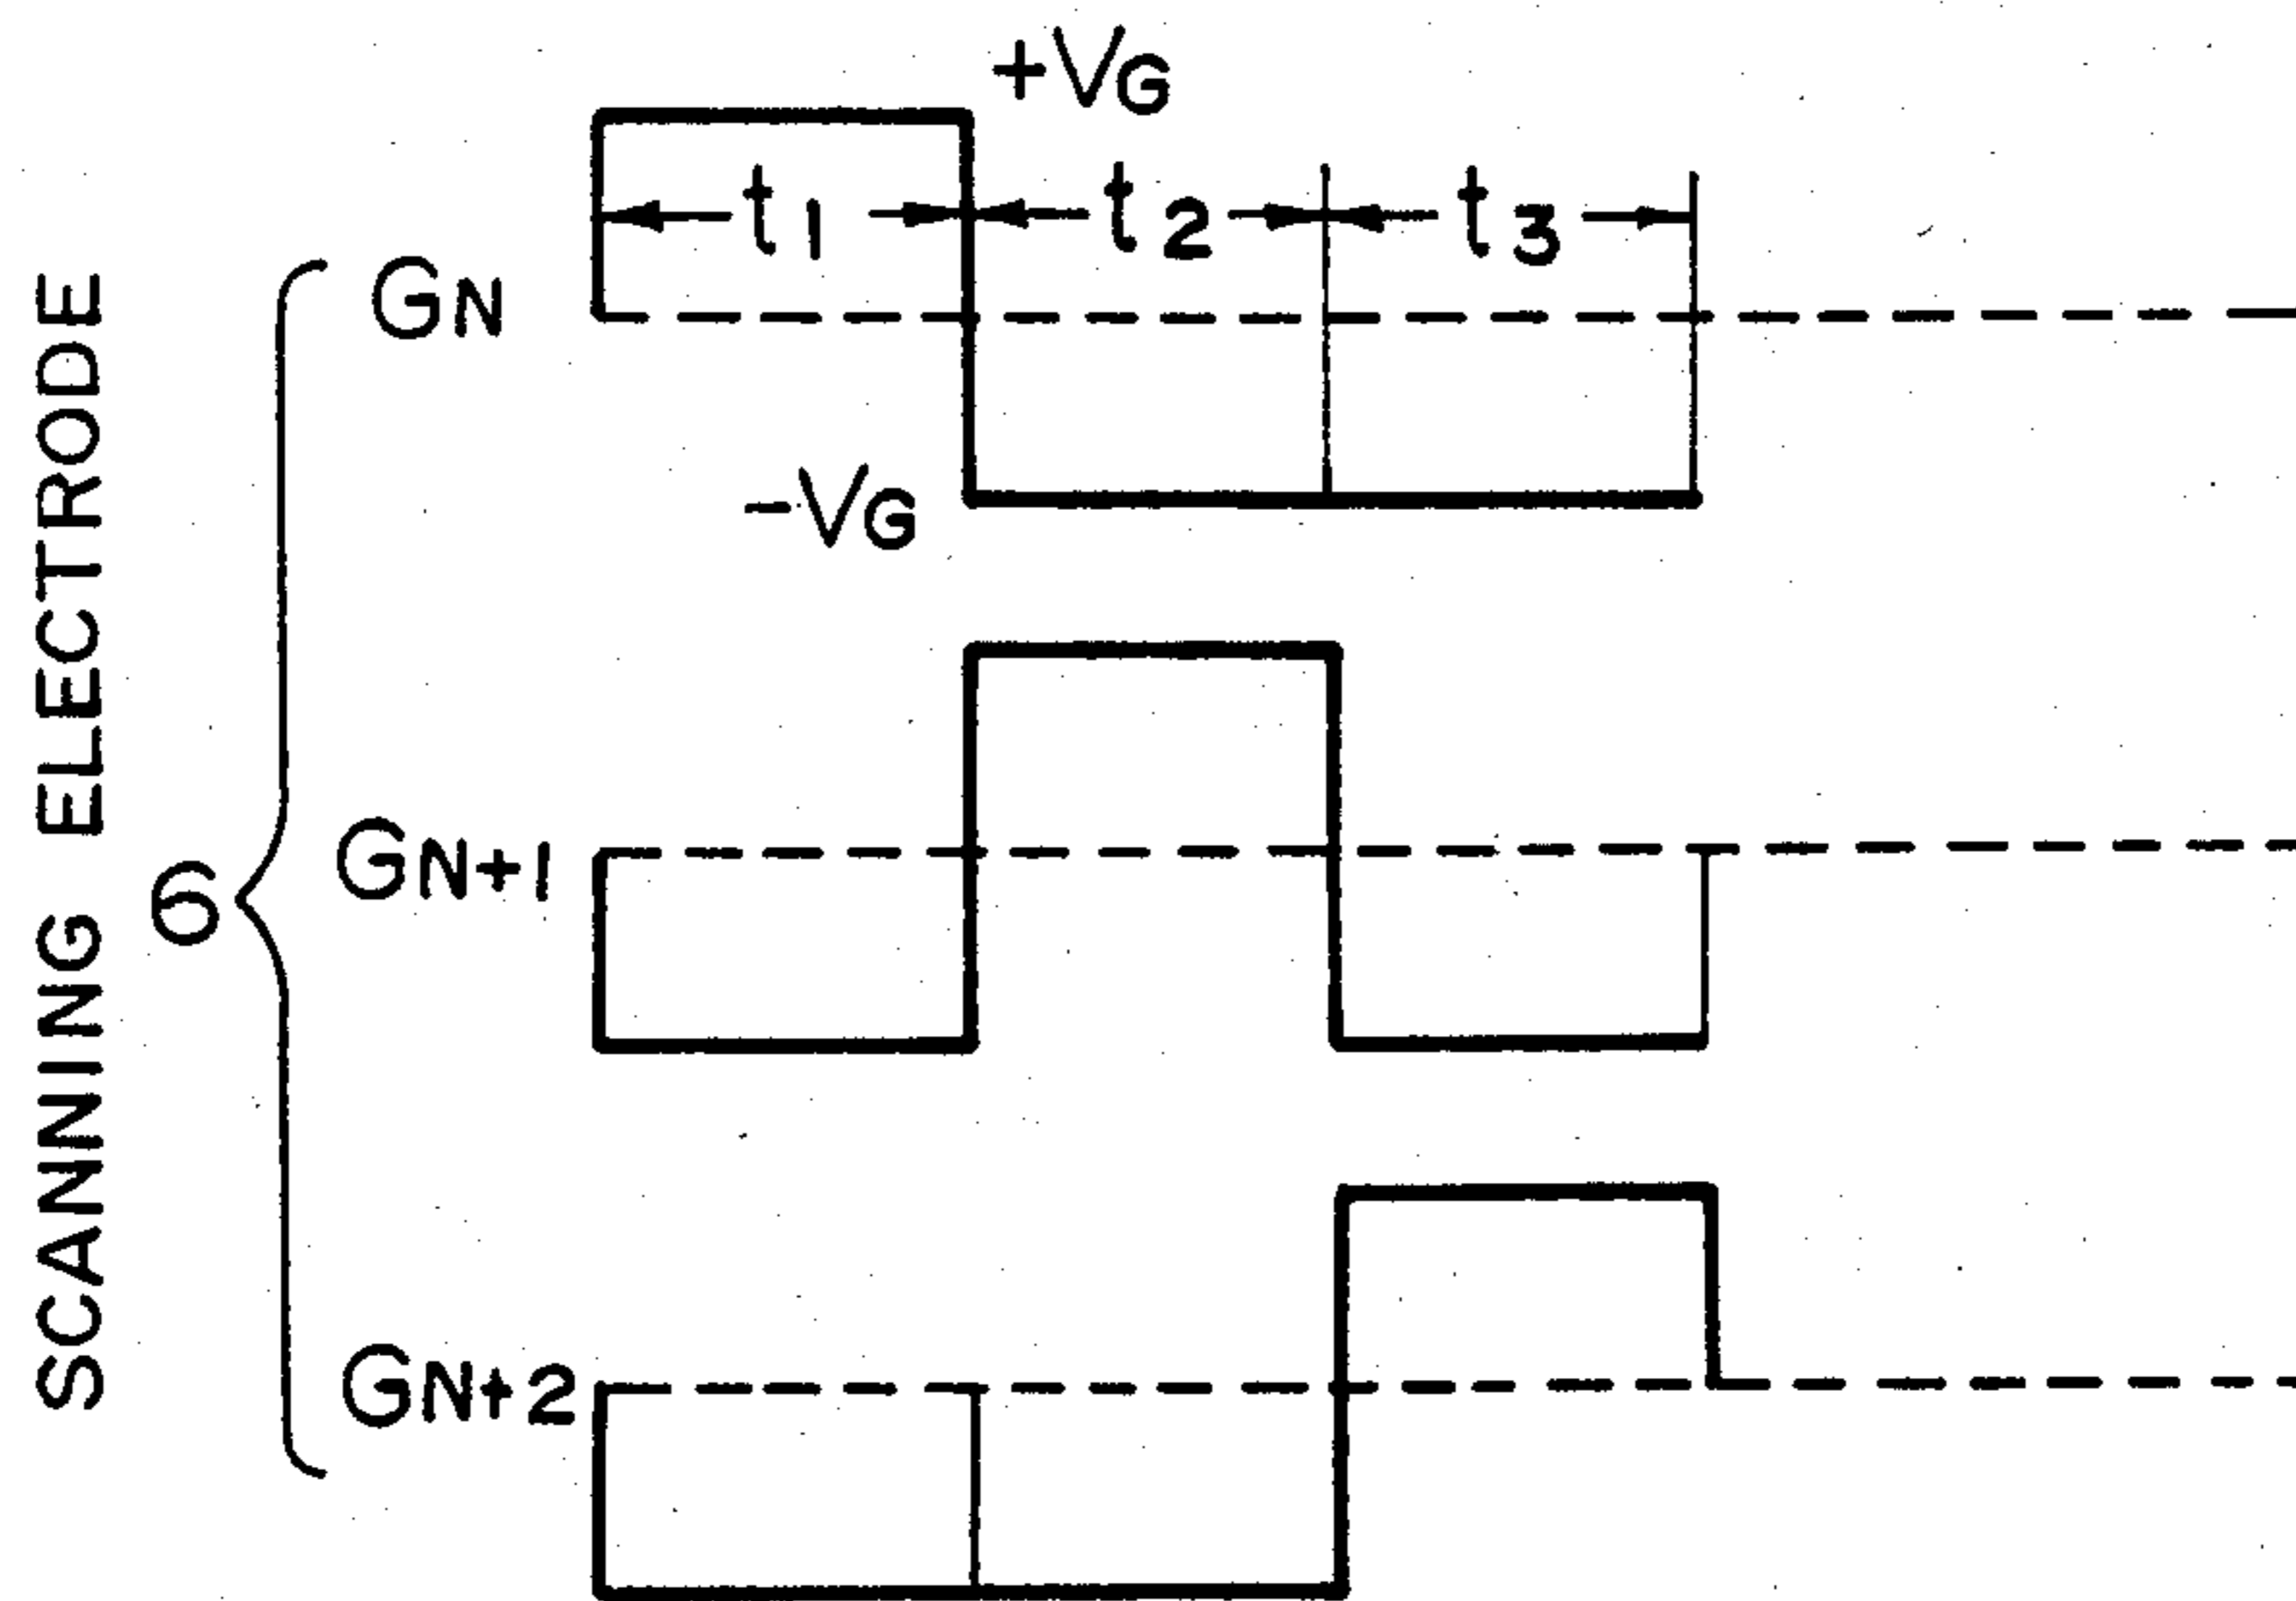 +VG
t1 t2 t3
GN
-VG
SCANNING ELECTRODE
6
GN+1
GN+2